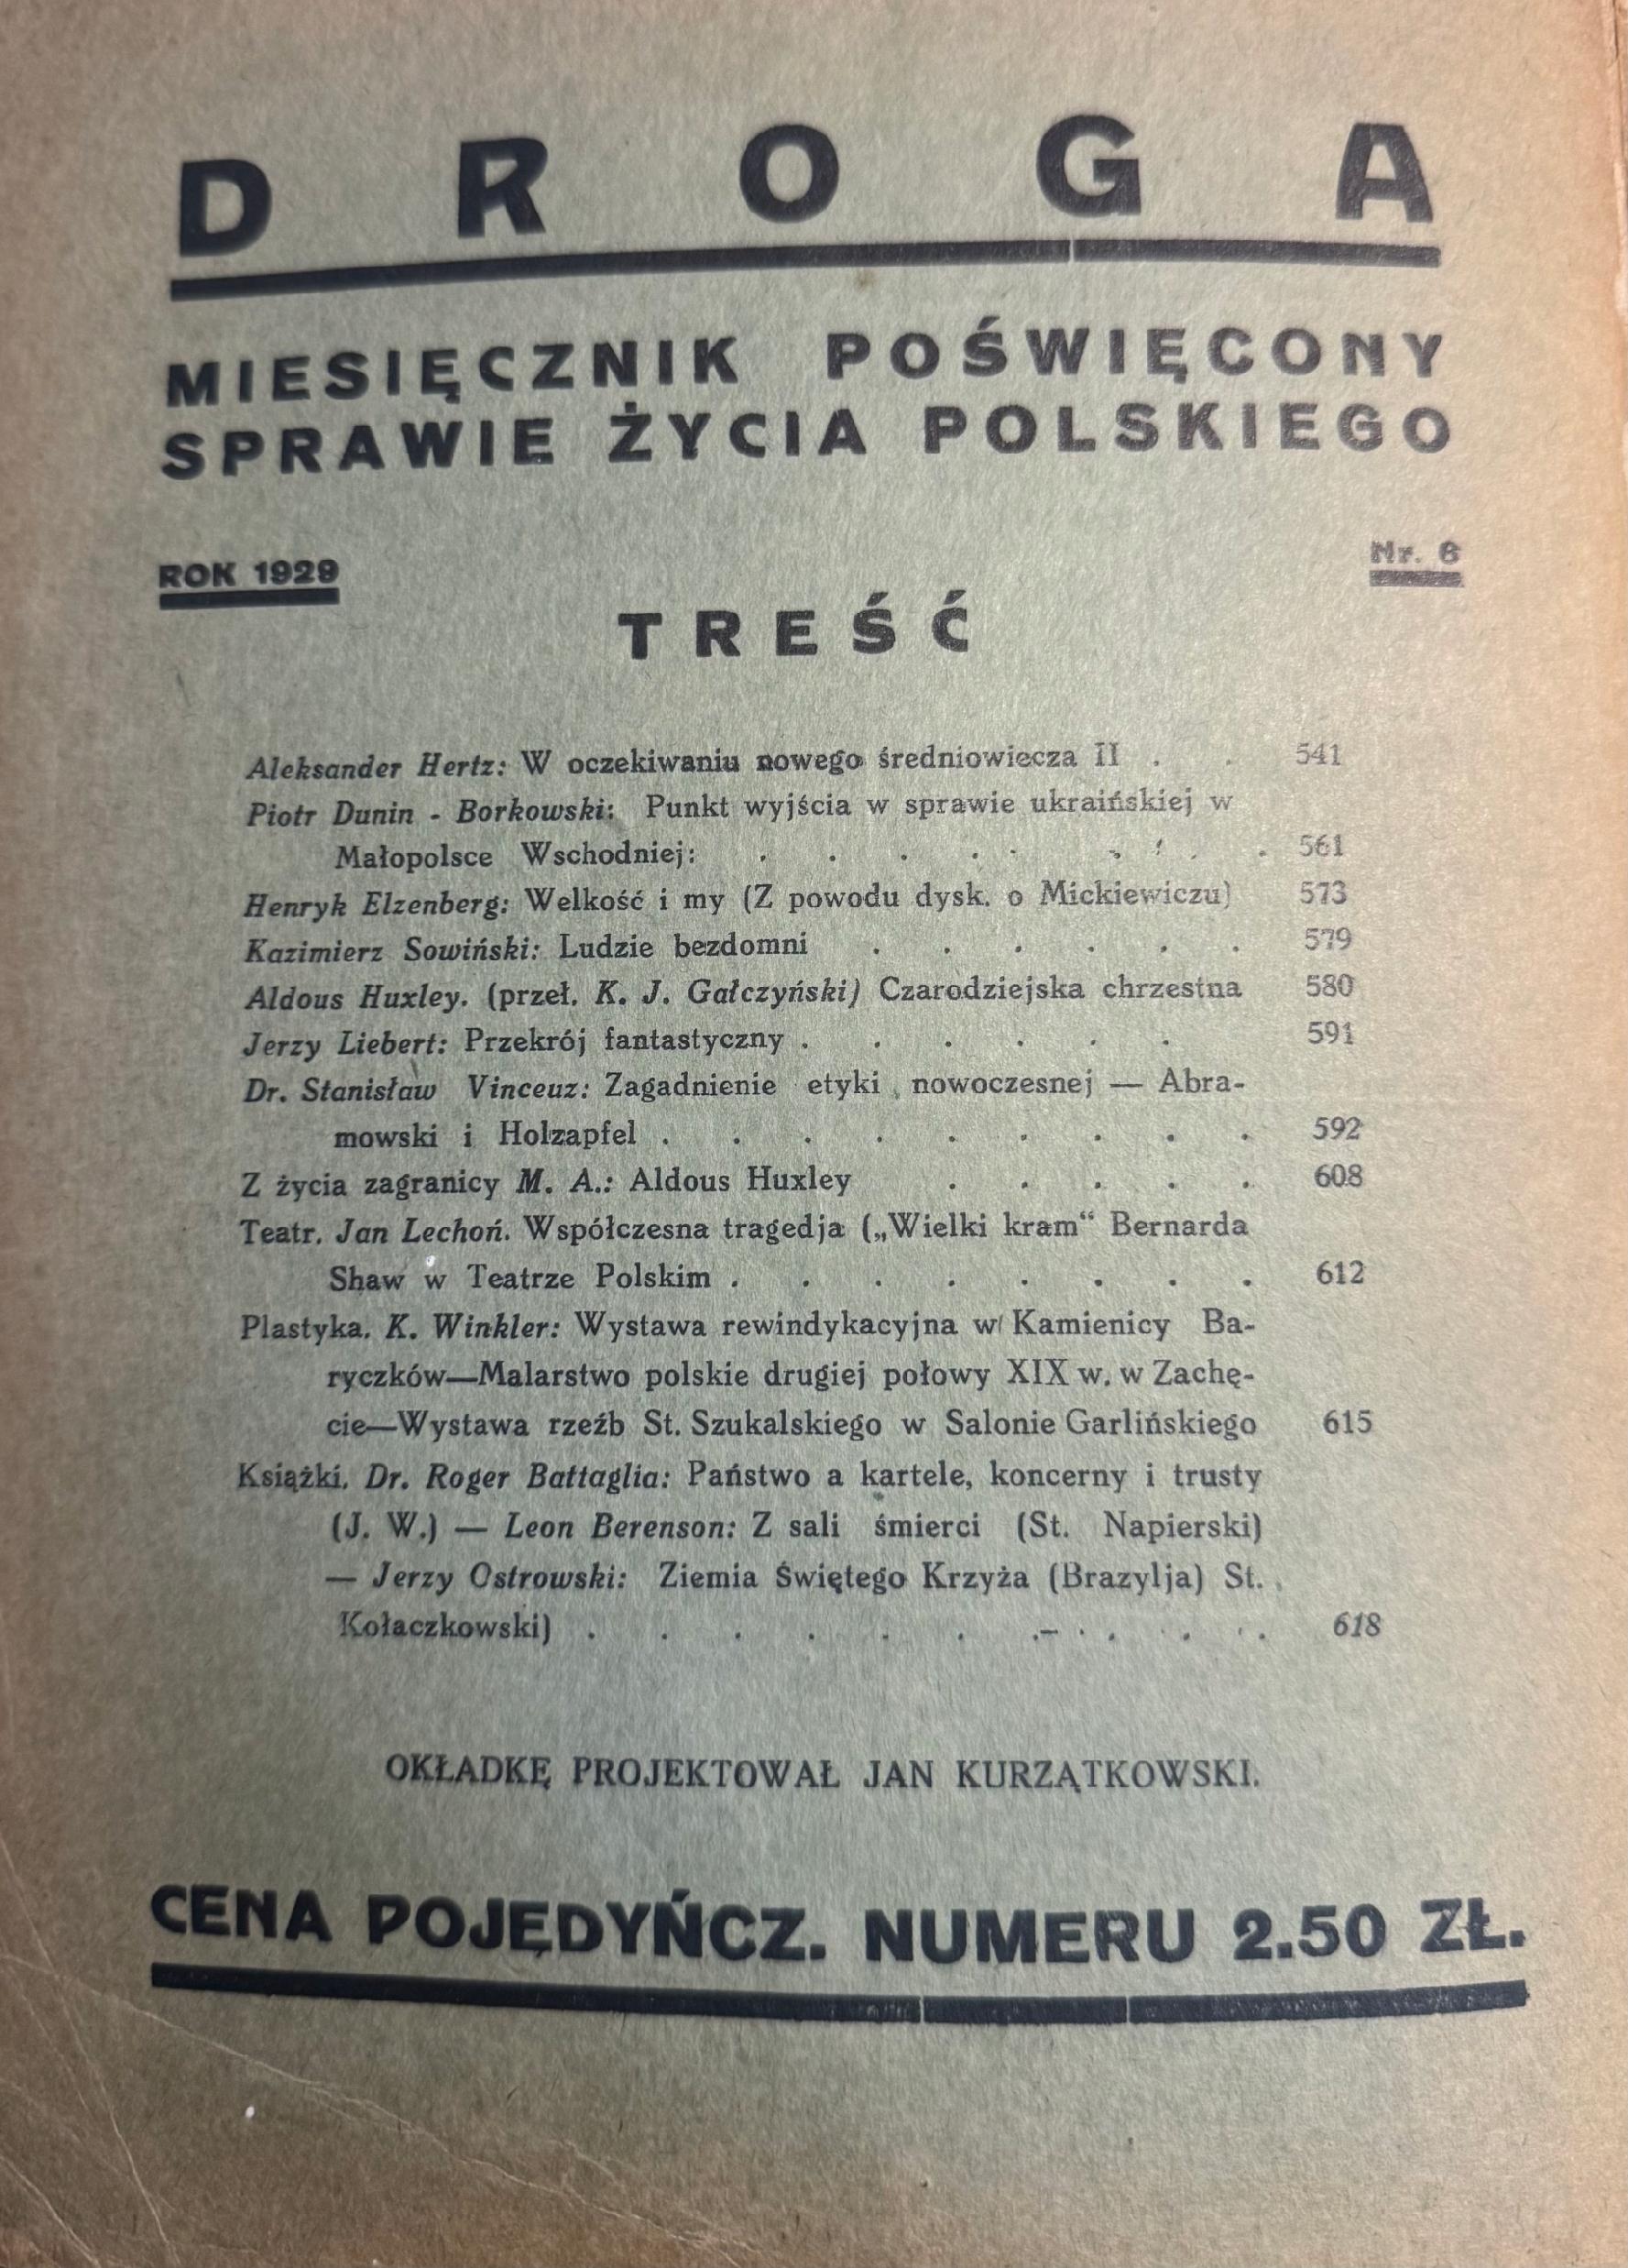 DROGA
MIESIĘCZNIK POŚWIĘCONY
SPRAWIE ŻYCIA POLSKIEGO
ROK 1929
Nr. 6
TREŚĆ
Aleksander Hertz: W oczekiwaniu nowego średniowiecza II . . 541
Piotr Dunin - Borkowski: Punkt wyjścia w sprawie ukraińskiej w
Małopolsce Wschodniej: . . . . . . . . 561
Henryk Elzenberg: Welkość i my (Z powodu dysk. o Mickiewiczu) 573
Kazimierz Sowiński: Ludzie bezdomni . . . . . . 579
Aldous Huxley. (przeł. K. J. Gałczyński) Czarodziejska chrzestna 580
Jerzy Liebert: Przekrój fantastyczny . . . . . . 591
Dr. Stanisław Vinceuz: Zagadnienie etyki nowoczesnej — Abra-
mowski i Holzapfel . . . . . . . . . 592
Z życia zagranicy M. A.: Aldous Huxley . . . . . 608
Teatr. Jan Lechoń. Współczesna tragedja („Wielki kram“ Bernarda
Shaw w Teatrze Polskim . . . . . . . . 612
Plastyka. K. Winkler: Wystawa rewindykacyjna w Kamienicy Ba-
ryczków—Malarstwo polskie drugiej połowy XIX w. w Zachę-
cie—Wystawa rzeźb St. Szukalskiego w Salonie Garlińskiego 615
Książki. Dr. Roger Battaglia: Państwo a kartele, koncerny i trusty
(J. W.) — Leon Berenson: Z sali śmierci (St. Napierski)
— Jerzy Ostrowski: Ziemia Świętego Krzyża (Brazylja) St.
Kołaczkowski) . . . . . . . . . . 618
OKŁADKĘ PROJEKTOWAŁ JAN KURZĄTKOWSKI.
CENA POJĘDYŃCZ. NUMERU 2.50 ZŁ.